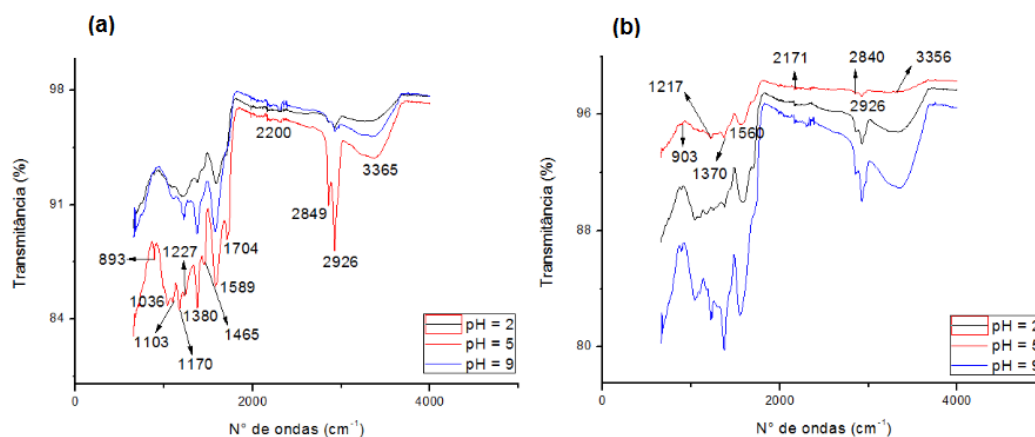 (a)
98
91
84
Transmitância (%)
2200
3365
2849
2926
893
1227
1704
1036
1589
1103
1380
1465
1170
pH = 2
pH = 5
pH = 9
0
2000
4000
N° de ondas (cm-1)
(b)
96
88
80
Transmitância (%)
2171
2840
3356
1217
2926
903
1560
1370
pH = 2
pH = 5
pH = 9
0
2000
4000
N° de ondas (cm-1)